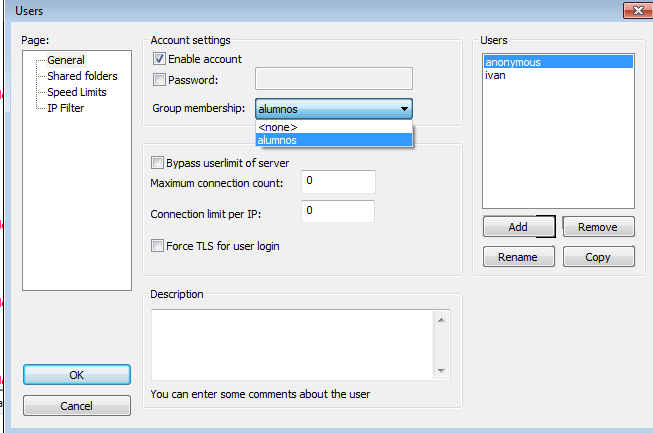 Users
Page:
General
Shared folders
Speed Limits
IP Filter
OK
Cancel
Account settings
Enable account
Password:
Group membership:
alumnos
<none>
alumnos
Bypass userlimit of server
Maximum connection count:
0
Connection limit per IP:
0
Force TLS for user login
Description
You can enter some comments about the user
Users
anonymous
ivan
Add
Remove
Rename
Copy